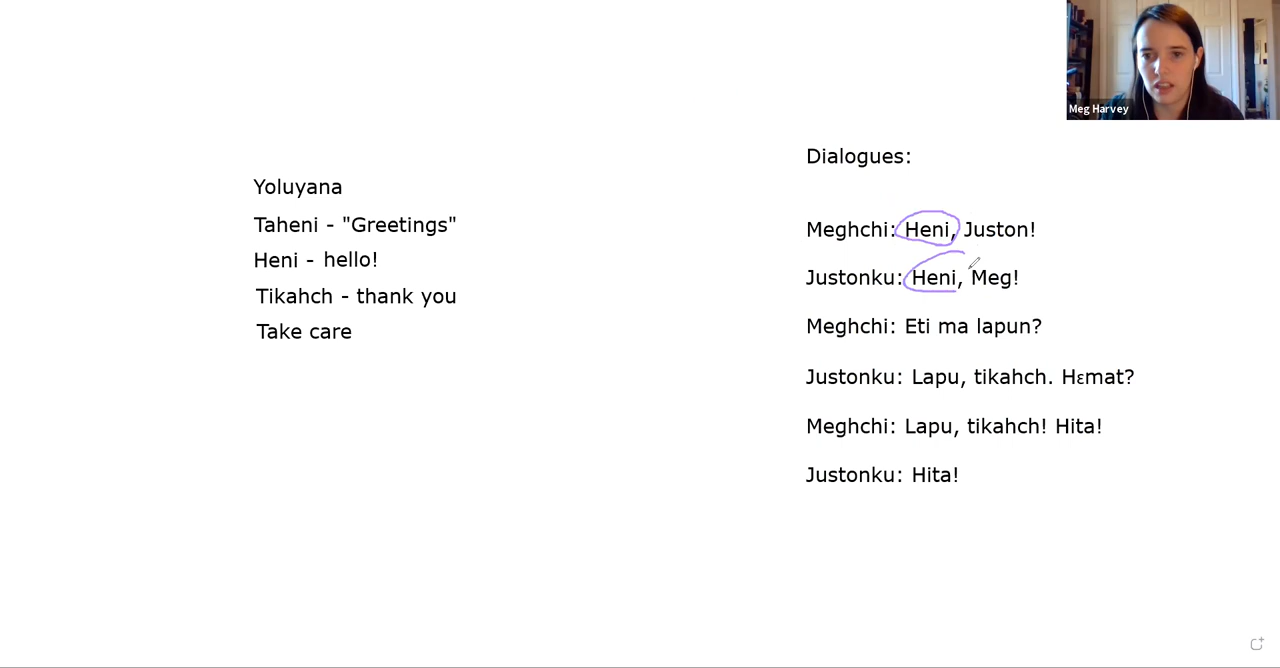 Meg Harvey
Yoluyana
Taheni - "Greetings"
Heni - hello!
Tikahch - thank you
Take care
Dialogues:
Meghchi: Heni, Juston!
Justonku: Heni, Meg!
Meghchi: Eti ma lapun?
Justonku: Lapu, tikahch. Hɛmat?
Meghchi: Lapu, tikahch! Hita!
Justonku: Hita!